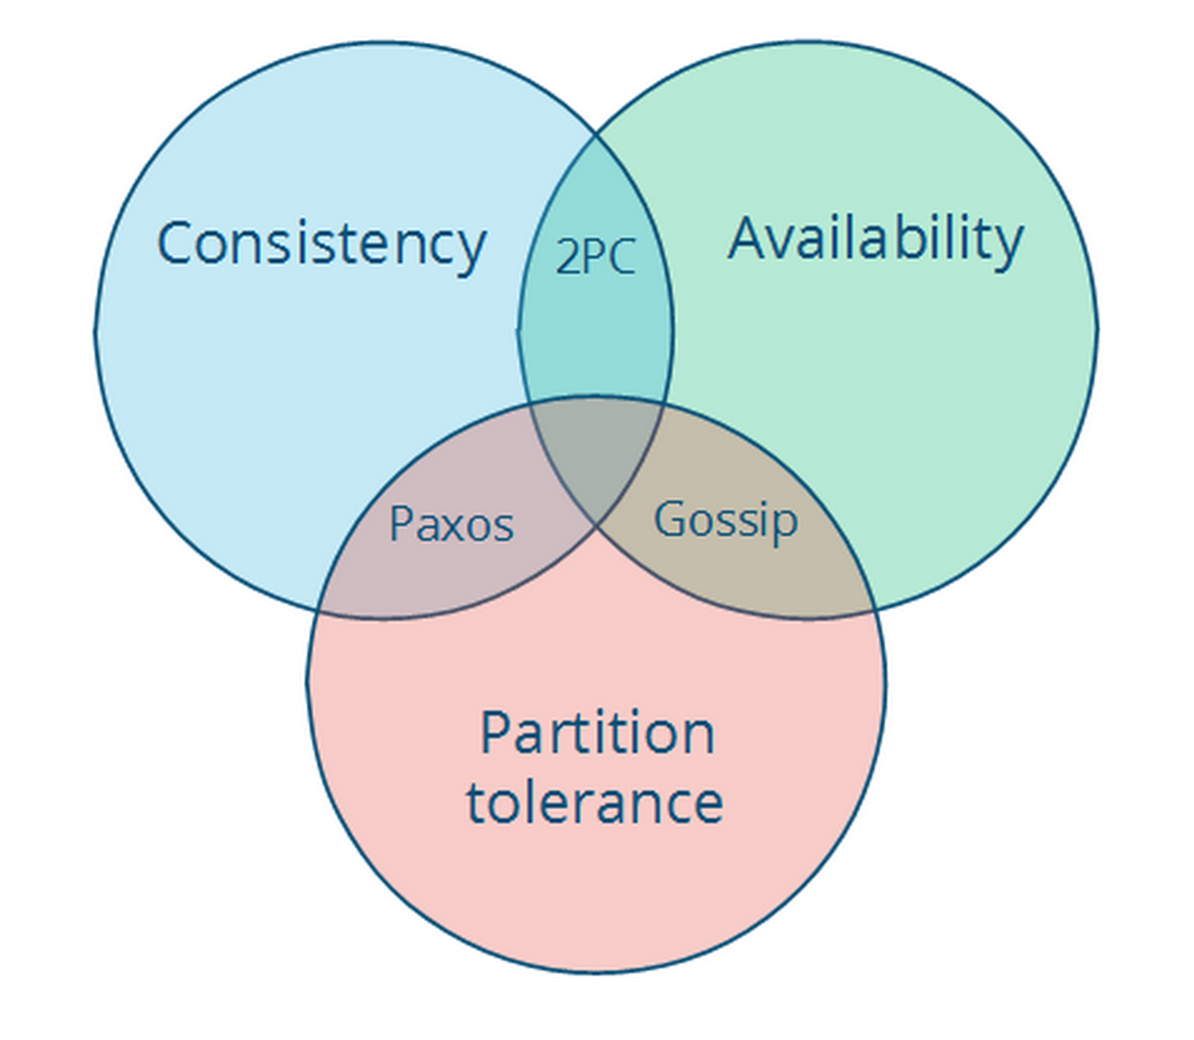 Consistency
Availability
2PC
Paxos
Gossip
Partition
tolerance